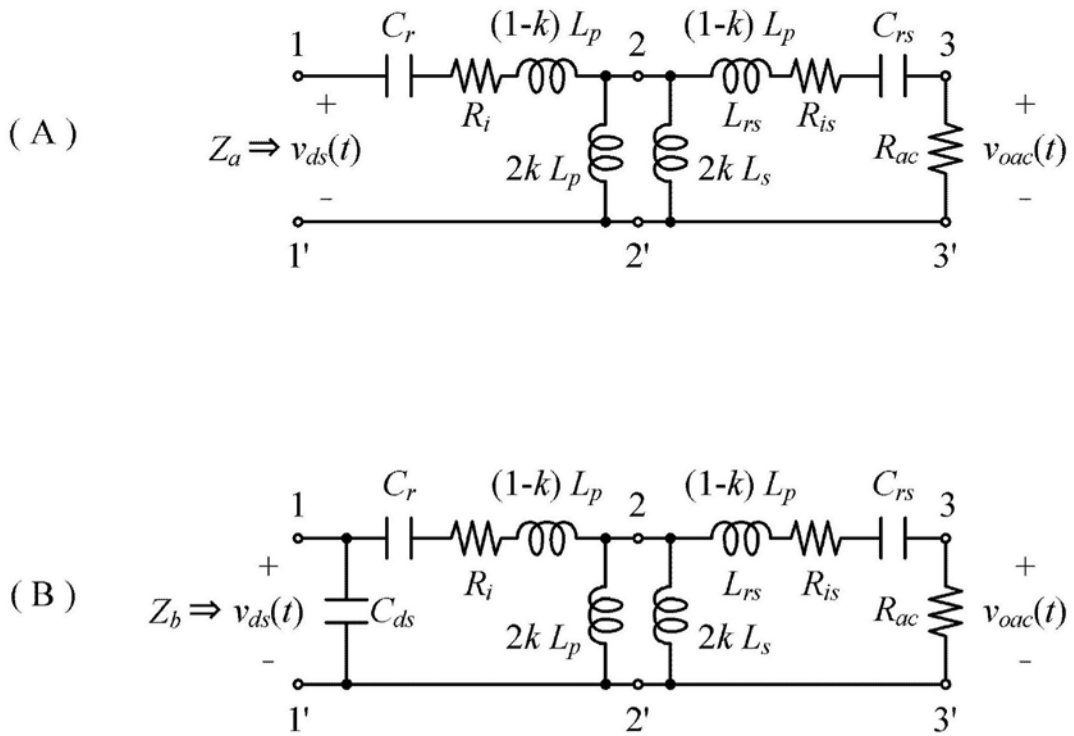 C_r (1-k) L_p (1-k) L_p C_rs
1 2 3
+ R_i L_rs R_is +
( A ) Z_a ⇒ v_ds(t) 2k L_p 2k L_s R_ac v_oac(t)
- -
1' 2' 3'
C_r (1-k) L_p (1-k) L_p C_rs
1 2 3
+ R_i L_rs R_is +
( B ) Z_b ⇒ v_ds(t) C_ds 2k L_p 2k L_s R_ac v_oac(t)
- -
1' 2' 3'